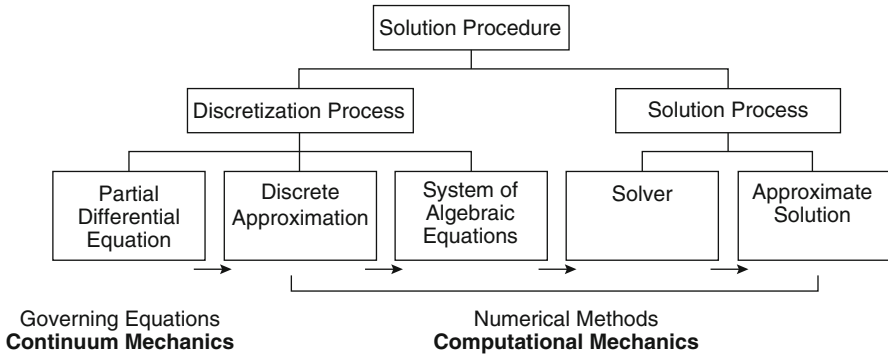 Solution Procedure
Discretization Process
Solution Process
Partial
Differential
Equation
Discrete
Approximation
System of
Algebraic
Equations
Solver
Approximate
Solution
Governing Equations
Continuum Mechanics
Numerical Methods
Computational Mechanics